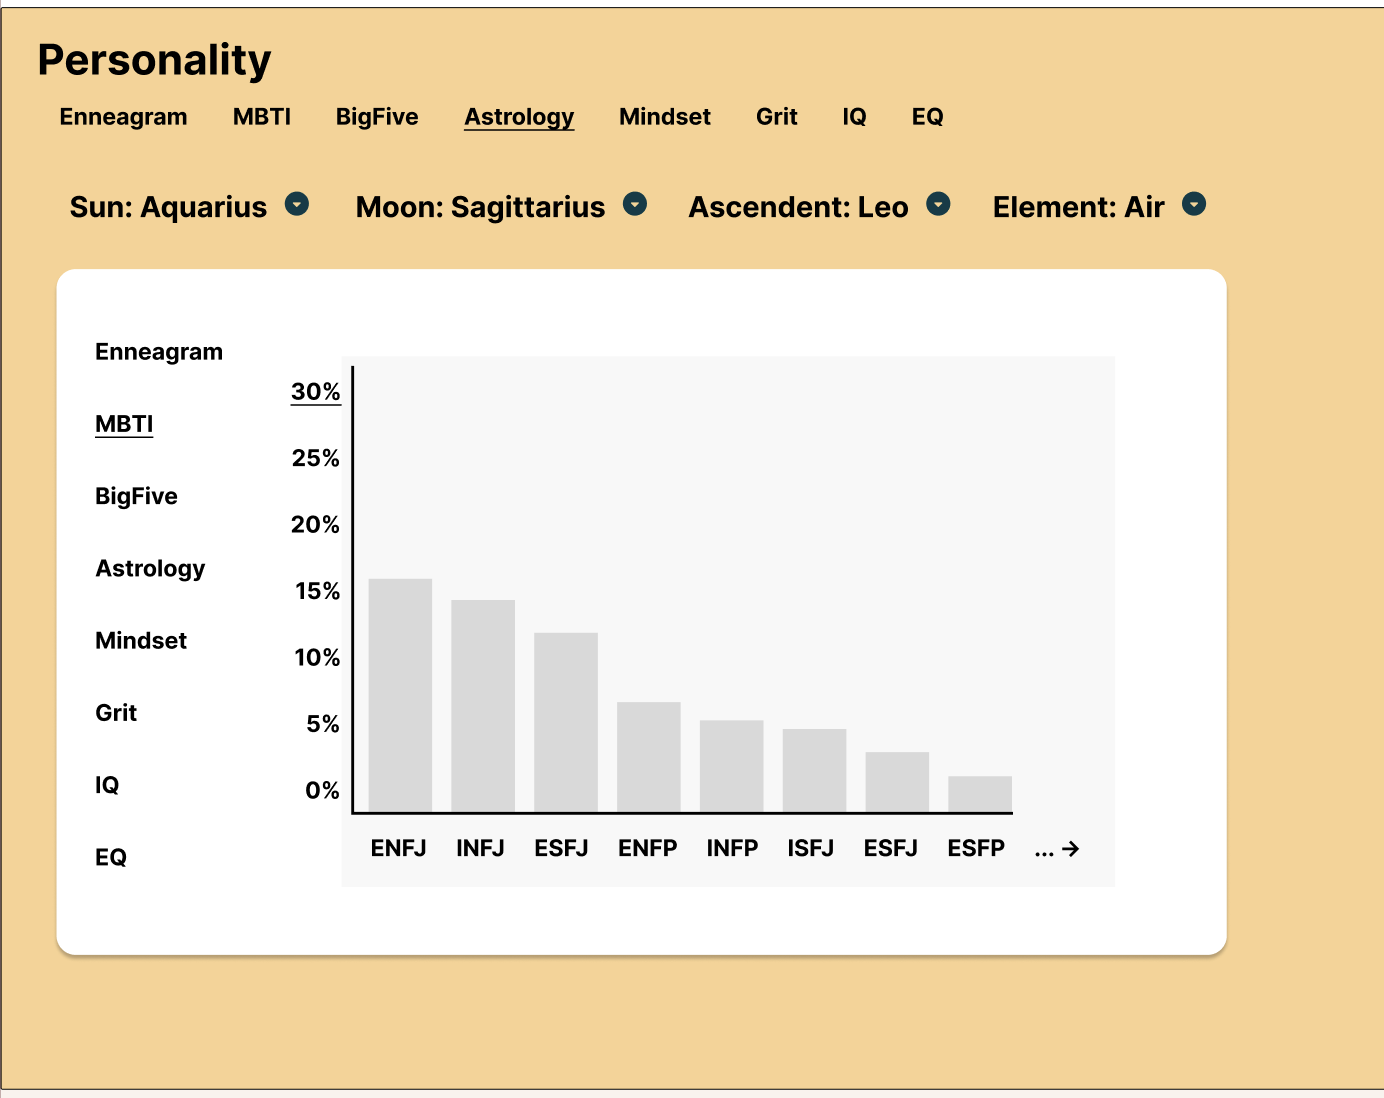 Personality
Enneagram MBTI BigFive Astrology Mindset Grit IQ EQ
Sun: Aquarius Moon: Sagittarius Ascendent: Leo Element: Air
Enneagram
MBTI
BigFive
Astrology
Mindset
Grit
IQ
EQ
30%
25%
20%
15%
10%
5%
0%
ENFJ INFJ ESFJ ENFP INFP ISFJ ESFJ ESFP ... →